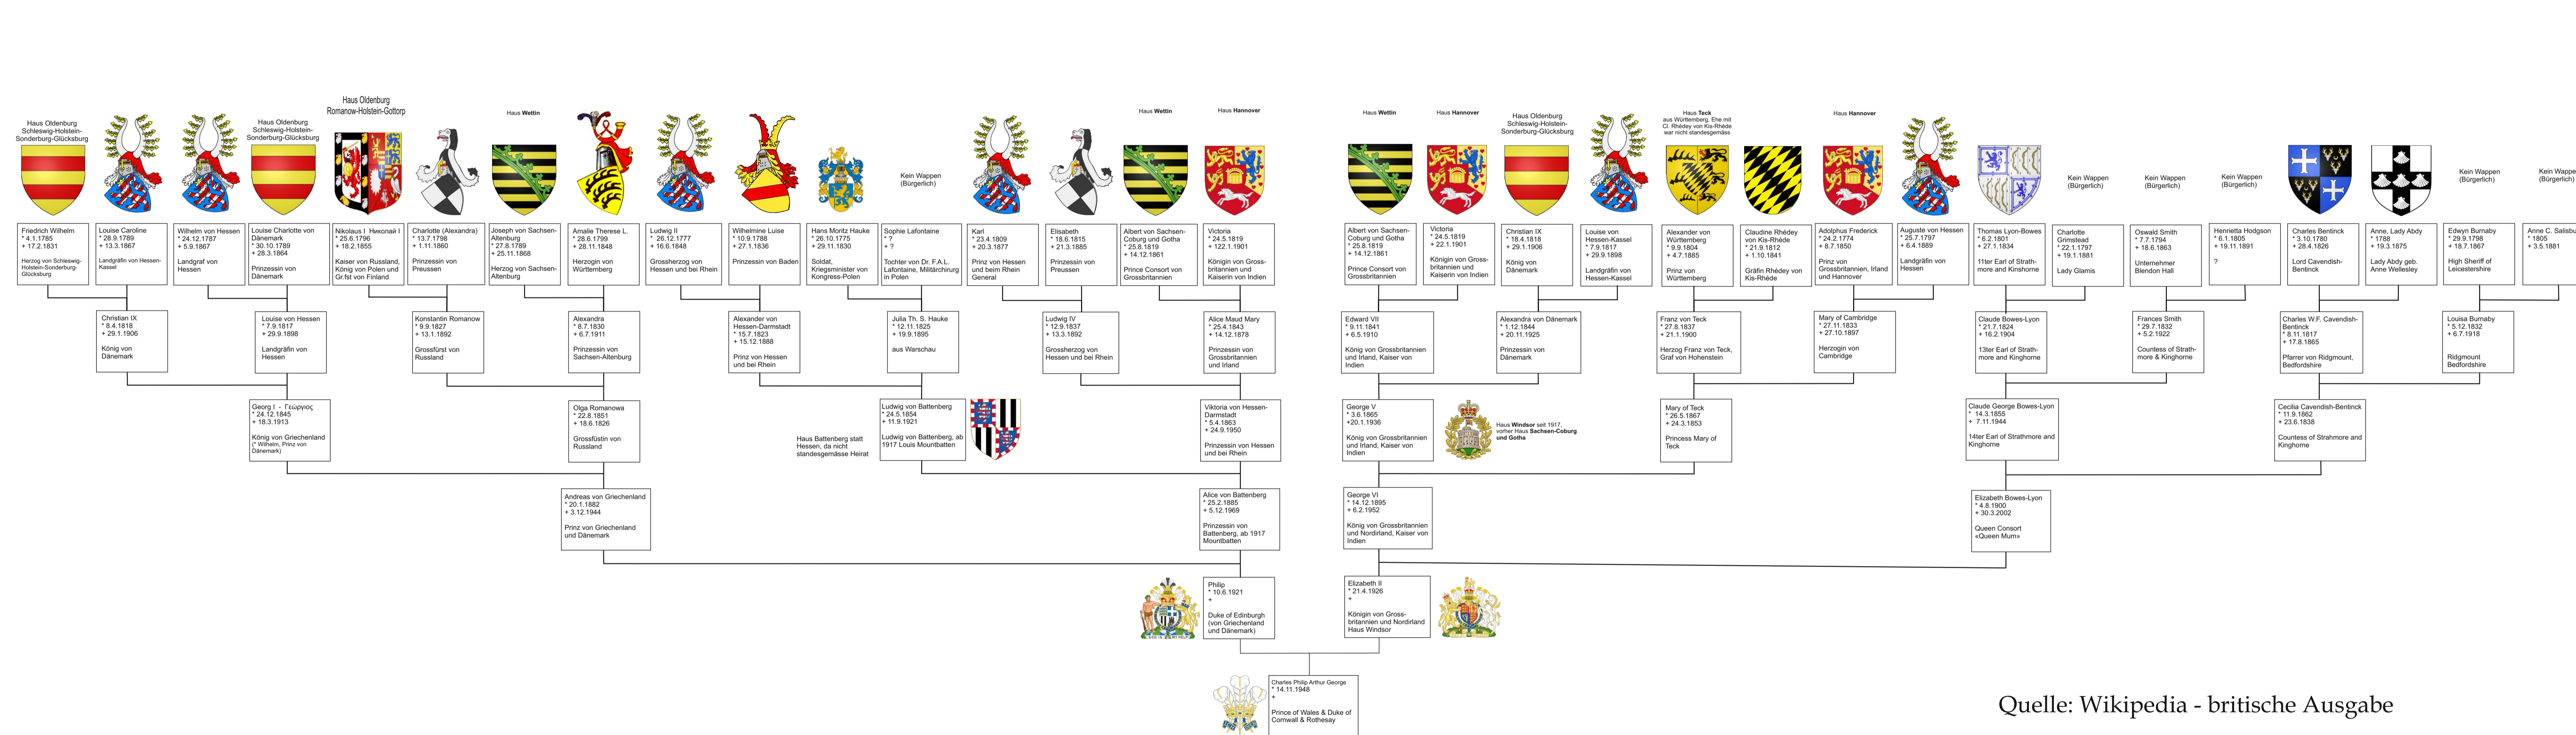 Haus Oldenburg
Schleswig-Holstein-
Sonderburg-Glücksburg
Haus Oldenburg
Schleswig-Holstein-
Sonderburg-Glücksburg
Haus Oldenburg
Romanow-Holstein-Gottorp
Haus Wettin
Kein Wappen
(Bürgerlich)
Haus Wettin
Haus Hannover
Haus Wettin
Haus Hannover
Haus Oldenburg
Schleswig-Holstein-
Sonderburg-Glücksburg
Haus Teck
aus Württemberg, Ehe mit
Cl. Rhédey von Kis-Rhéde
war nicht standesgemäss
Haus Hannover
Kein Wappen
(Bürgerlich)
Kein Wappen
(Bürgerlich)
Kein Wappen
(Bürgerlich)
Kein Wappen
(Bürgerlich)
Kein Wappe
(Bürgerlich)
Friedrich Wilhelm
* 4.1.1785
+ 17.2.1831
Herzog von Schleswig-
Holstein-Sonderburg-
Glücksburg
Louise Caroline
* 28.9.1789
+ 13.3.1867
Landgräfin von Hessen-
Kassel
Wilhelm von Hessen
* 24.12.1787
+ 5.9.1867
Landgraf von
Hessen
Louise Charlotte von
Dänemark
* 30.10.1789
+ 28.3.1864
Prinzessin von
Dänemark
Nikolaus I Николай I
* 25.6.1796
+ 18.2.1855
Kaiser von Russland,
König von Polen und
Gr.fst von Finland
Charlotte (Alexandra)
* 13.7.1798
+ 1.11.1860
Prinzessin von
Preussen
Joseph von Sachsen-
Altenburg
* 27.8.1789
+ 25.11.1868
Herzog von Sachsen-
Altenburg
Amalie Therese L.
* 28.6.1799
+ 28.11.1848
Herzogin von
Württemberg
Ludwig II
* 26.12.1777
+ 16.6.1848
Grossherzog von
Hessen und bei Rhein
Wilhelmine Luise
* 10.9.1788
+ 27.1.1836
Prinzessin von Baden
Hans Moritz Hauke
* 26.10.1775
+ 29.11.1830
Soldat,
Kriegsminister von
Kongress-Polen
Sophie Lafontaine
* ?
+ ?
Tochter von Dr. F.A.L.
Lafontaine, Militärchirurg
in Polen
Karl
* 23.4.1809
+ 20.3.1877
Prinz von Hessen
und beim Rhein
General
Elisabeth
* 18.6.1815
+ 21.3.1885
Prinzessin von
Preussen
Albert von Sachsen-
Coburg und Gotha
* 25.8.1819
+ 14.12.1861
Prince Consort von
Grossbritannien
Victoria
* 24.5.1819
+ 122.1.1901
Königin von Gross-
britannien und
Kaiserin von Indien
Albert von Sachsen-
Coburg und Gotha
* 25.8.1819
+ 14.12.1861
Prince Consort von
Grossbritannien
Victoria
* 24.5.1819
+ 22.1.1901
Königin von Gross-
britannien und
Kaiserin von Indien
Christian IX
* 18.4.1818
+ 29.1.1906
König von
Dänemark
Louise von
Hessen-Kassel
* 7.9.1817
+ 29.9.1898
Landgräfin von
Hessen-Kassel
Alexander von
Württemberg
* 9.9.1804
+ 4.7.1885
Prinz von
Württemberg
Claudine Rhédey
von Kis-Rhéde
* 21.9.1812
+ 1.10.1841
Gräfin Rhédey von
Kis-Rhéde
Adolphus Frederick
* 24.2.1774
+ 8.7.1850
Prinz von
Grossbritannien, Irland
und Hannover
Auguste von Hessen
* 25.7.1797
+ 6.4.1889
Landgräfin von
Hessen
Thomas Lyon-Bowes
* 6.2.1801
+ 27.1.1834
11ter Earl of Strath-
more and Kinshorne
Charlotte
Grimstead
* 22.1.1797
+ 19.1.1881
Lady Glamis
Oswald Smith
* 7.7.1794
+ 18.6.1863
Unternehmer
Blendon Hall
Henrietta Hodgson
* 6.1.1805
+ 19.11.1891
?
Charles Bentinck
* 3.10.1780
+ 28.4.1826
Lord Cavendish-
Bentinck
Anne, Lady Abdy
* 1788
+ 19.3.1875
Lady Abdy geb.
Anne Wellesley
Edwyn Burnaby
* 29.9.1798
+ 18.7.1867
High Sheriff of
Leicestershire
Anne C. Salisbu
* 1805
+ 3.5.1881
Christian IX
* 8.4.1818
+ 29.1.1906
König von
Dänemark
Louise von Hessen
* 7.9.1817
+ 29.9.1898
Landgräfin von
Hessen
Konstantin Romanow
* 9.9.1827
+ 13.1.1892
Grossfürst von
Russland
Alexandra
* 8.7.1830
+ 6.7.1911
Prinzessin von
Sachsen-Altenburg
Alexander von
Hessen-Darmstadt
* 15.7.1823
+ 15.12.1888
Prinz von Hessen
und bei Rhein
Julia Th. S. Hauke
* 12.11.1825
+ 19.9.1895
aus Warschau
Ludwig IV
* 12.9.1837
+ 13.3.1892
Grossherzog von
Hessen und bei Rhein
Alice Maud Mary
* 25.4.1843
+ 14.12.1878
Prinzessin von
Grossbritannien
und Irland
Edward VII
* 9.11.1841
+ 6.5.1910
König von Grossbritannien
und Irland, Kaiser von
Indien
Alexandra von Dänemark
* 1.12.1844
+ 20.11.1925
Prinzessin von
Dänemark
Franz von Teck
* 27.8.1837
+ 21.1.1900
Herzog Franz von Teck,
Graf von Hohenstein
Mary of Cambridge
* 27.11.1833
+ 27.10.1897
Herzogin von
Cambridge
Claude Bowes-Lyon
* 21.7.1824
+ 16.2.1904
13ter Earl of Strath-
more and Kinghorne
Frances Smith
* 29.7.1832
+ 5.2.1922
Countess of Strath-
more & Kinghorne
Charles W.F. Cavendish-
Bentinck
* 8.11.1817
+ 17.8.1865
Pfarrer von Ridgmount,
Bedfordshire
Louisa Burnaby
* 5.12.1832
+ 6.7.1918
Ridgmount
Bedfordshire
Georg I - Γεώργιος
* 24.12.1845
+ 18.3.1913
König von Griechenland
(* Wilhelm, Prinz von
Dänemark)
Olga Romanowa
* 22.8.1851
+ 18.6.1826
Grossfüstin von
Russland
Haus Battenberg statt
Hessen, da nicht
standesgemässe Heirat
Ludwig von Battenberg
* 24.5.1854
+ 11.9.1921
Ludwig von Battenberg, ab
1917 Louis Mountbatten
Viktoria von Hessen-
Darmstadt
* 5.4.1863
+ 24.9.1950
Prinzessin von Hessen
und bei Rhein
George V
* 3.6.1865
+20.1.1936
König von Grossbritannien
und Irland, Kaiser von
Indien
Haus Windsor seit 1917,
vorher Haus Sachsen-Coburg
und Gotha
Mary of Teck
* 26.5.1867
+ 24.3.1853
Princess Mary of
Teck
Claude George Bowes-Lyon
* 14.3.1855
+ 7.11.1944
14ter Earl of Strathmore and
Kinghorne
Cecilia Cavendish-Bentinck
* 11.9.1862
+ 23.6.1838
Countess of Strahmore and
Kinghorne
Andreas von Griechenland
* 20.1.1882
+ 3.12.1944
Prinz von Griechenland
und Dänemark
Alice von Battenberg
* 25.2.1885
+ 5.12.1969
Prinzessin von
Battenberg, ab 1917
Mountbatten
George VI
* 14.12.1895
+ 6.2.1952
König von Grossbritannien
und Nordirland, Kaiser von
Indien
Elizabeth Bowes-Lyon
* 4.8.1900
+ 30.3.2002
Queen Consort
«Queen Mum»
Philip
* 10.6.1921
+
Duke of Edinburgh
(von Griechenland
und Dänemark)
Elizabeth II
* 21.4.1926
+
Königin von Gross-
britannien und Nordirland
Haus Windsor
Charles Philip Arthur George
* 14.11.1948
+
Prince of Wales & Duke of
Cornwall & Rothesay
Quelle: Wikipedia - britische Ausgabe